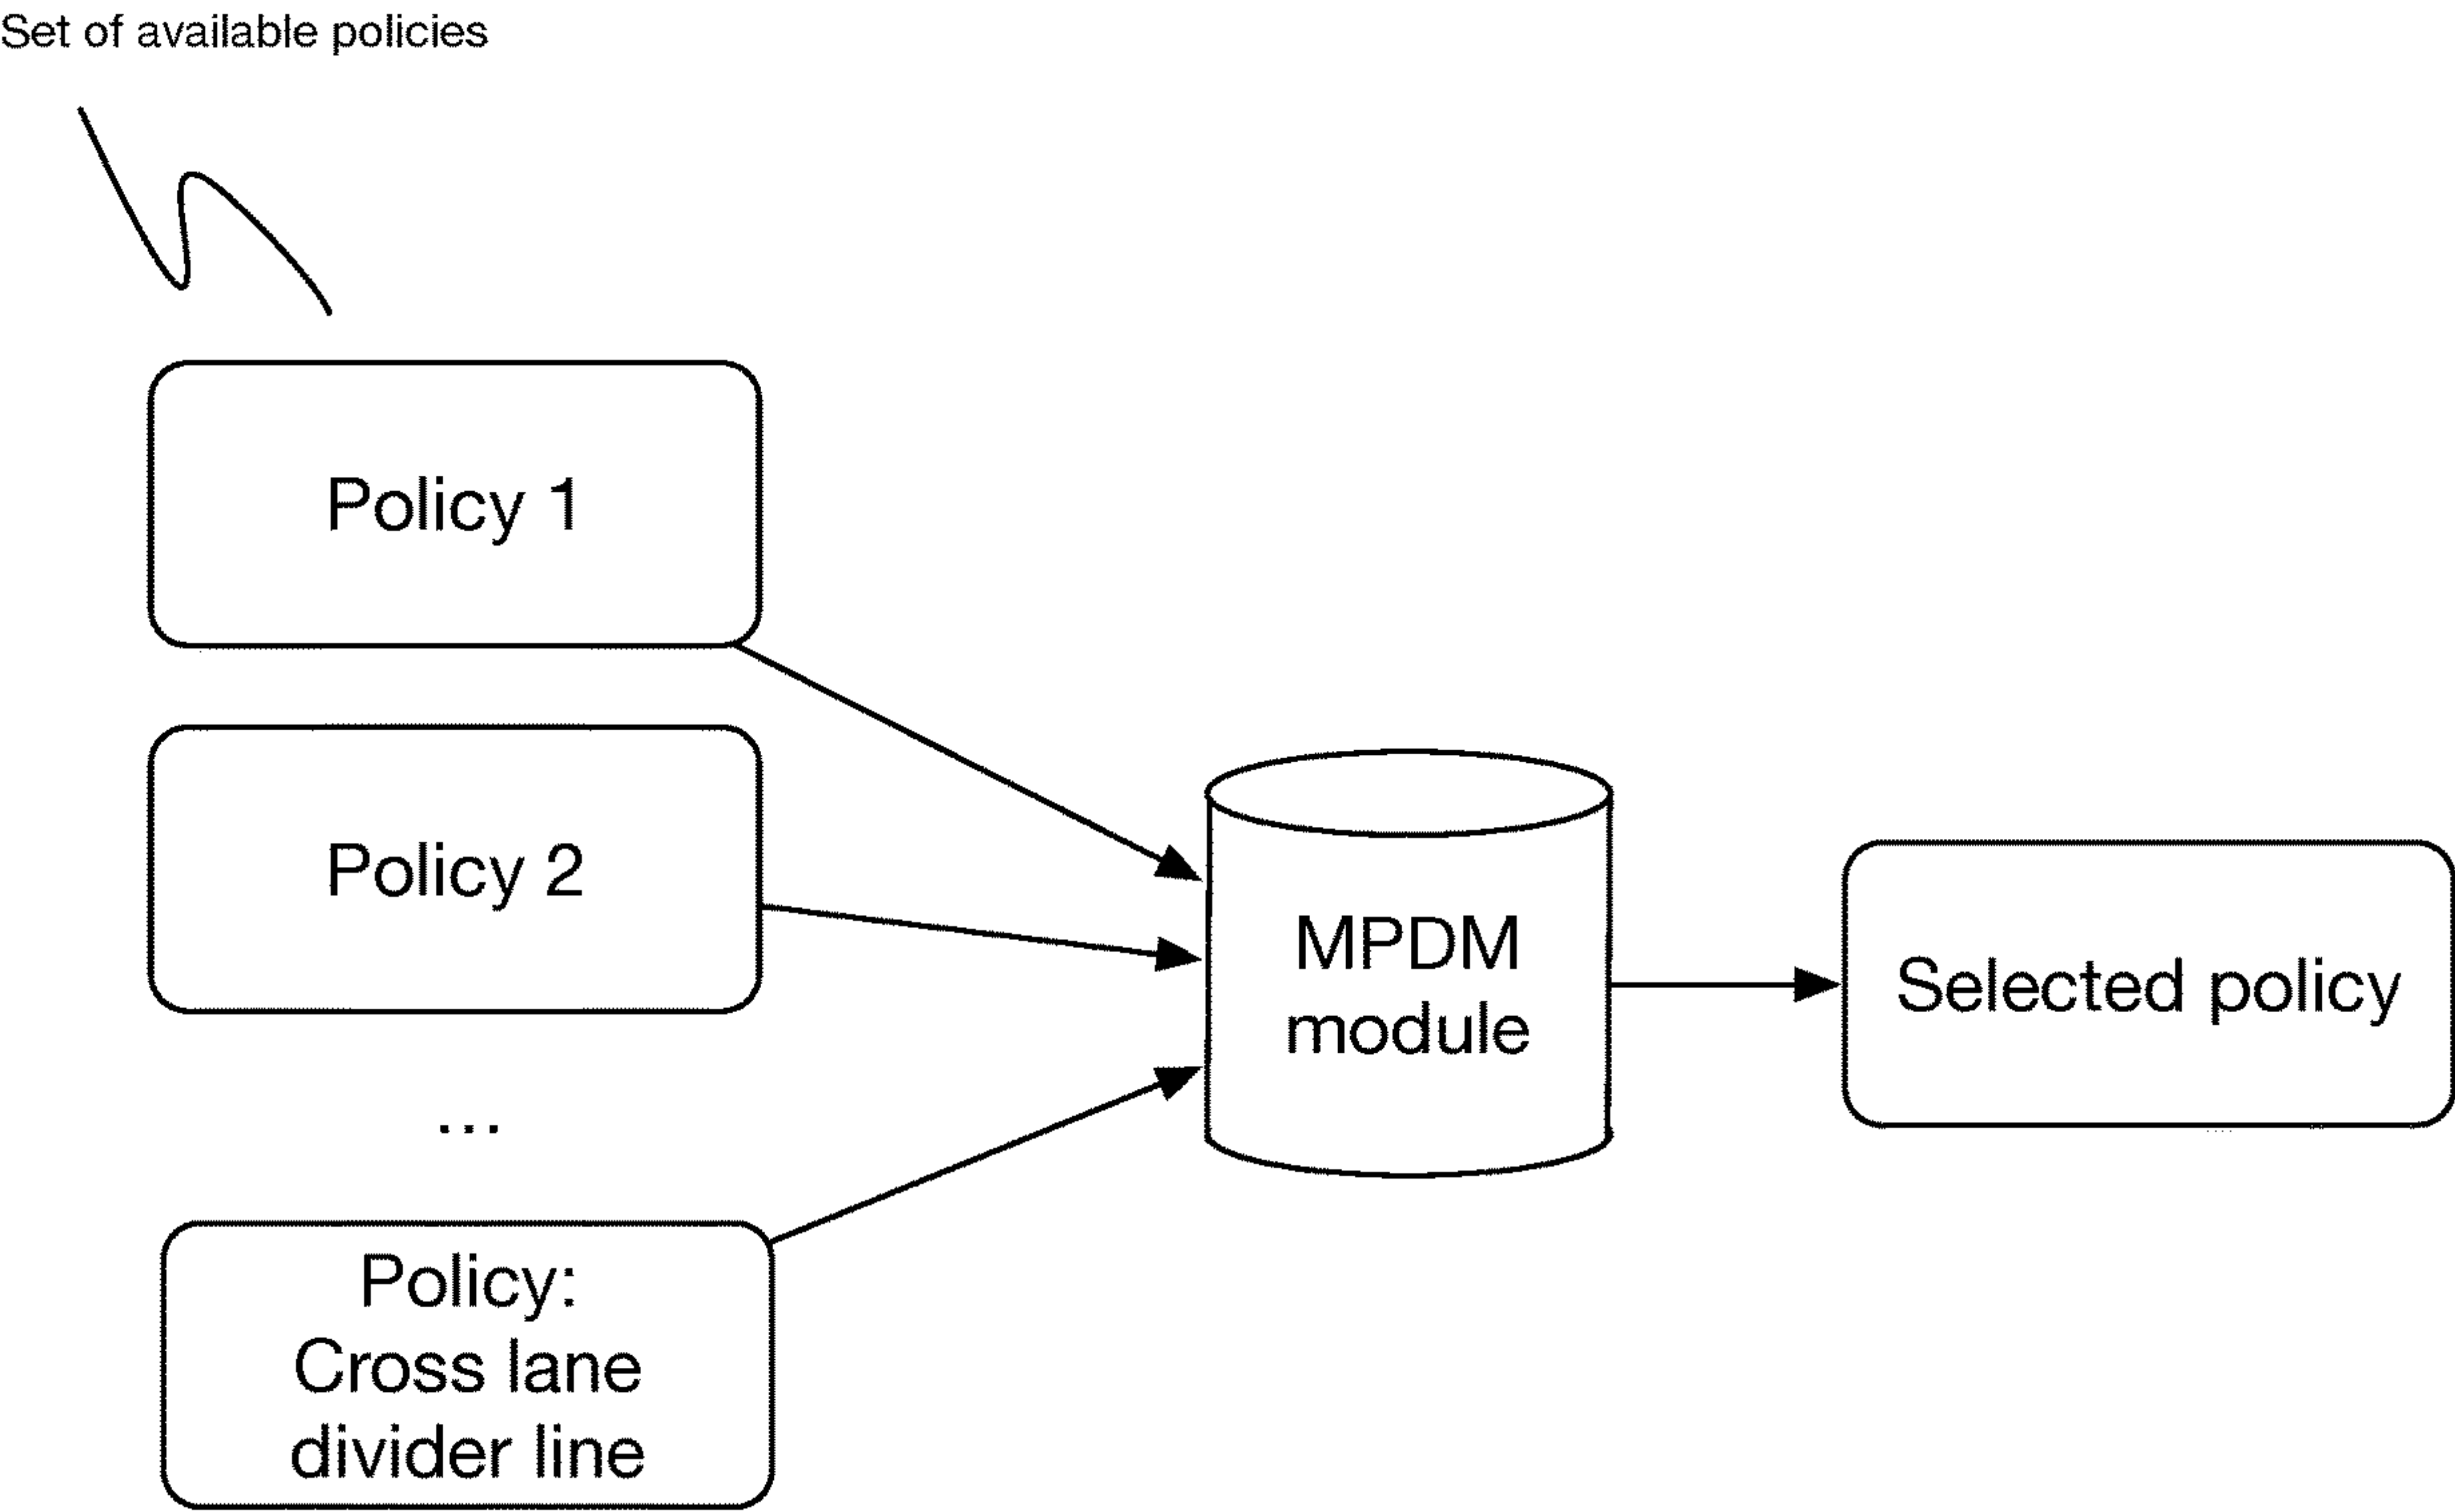 Set of available policies
Policy 1
Policy 2
...
Policy:
Cross lane
divider line
MPDM
module
Selected policy